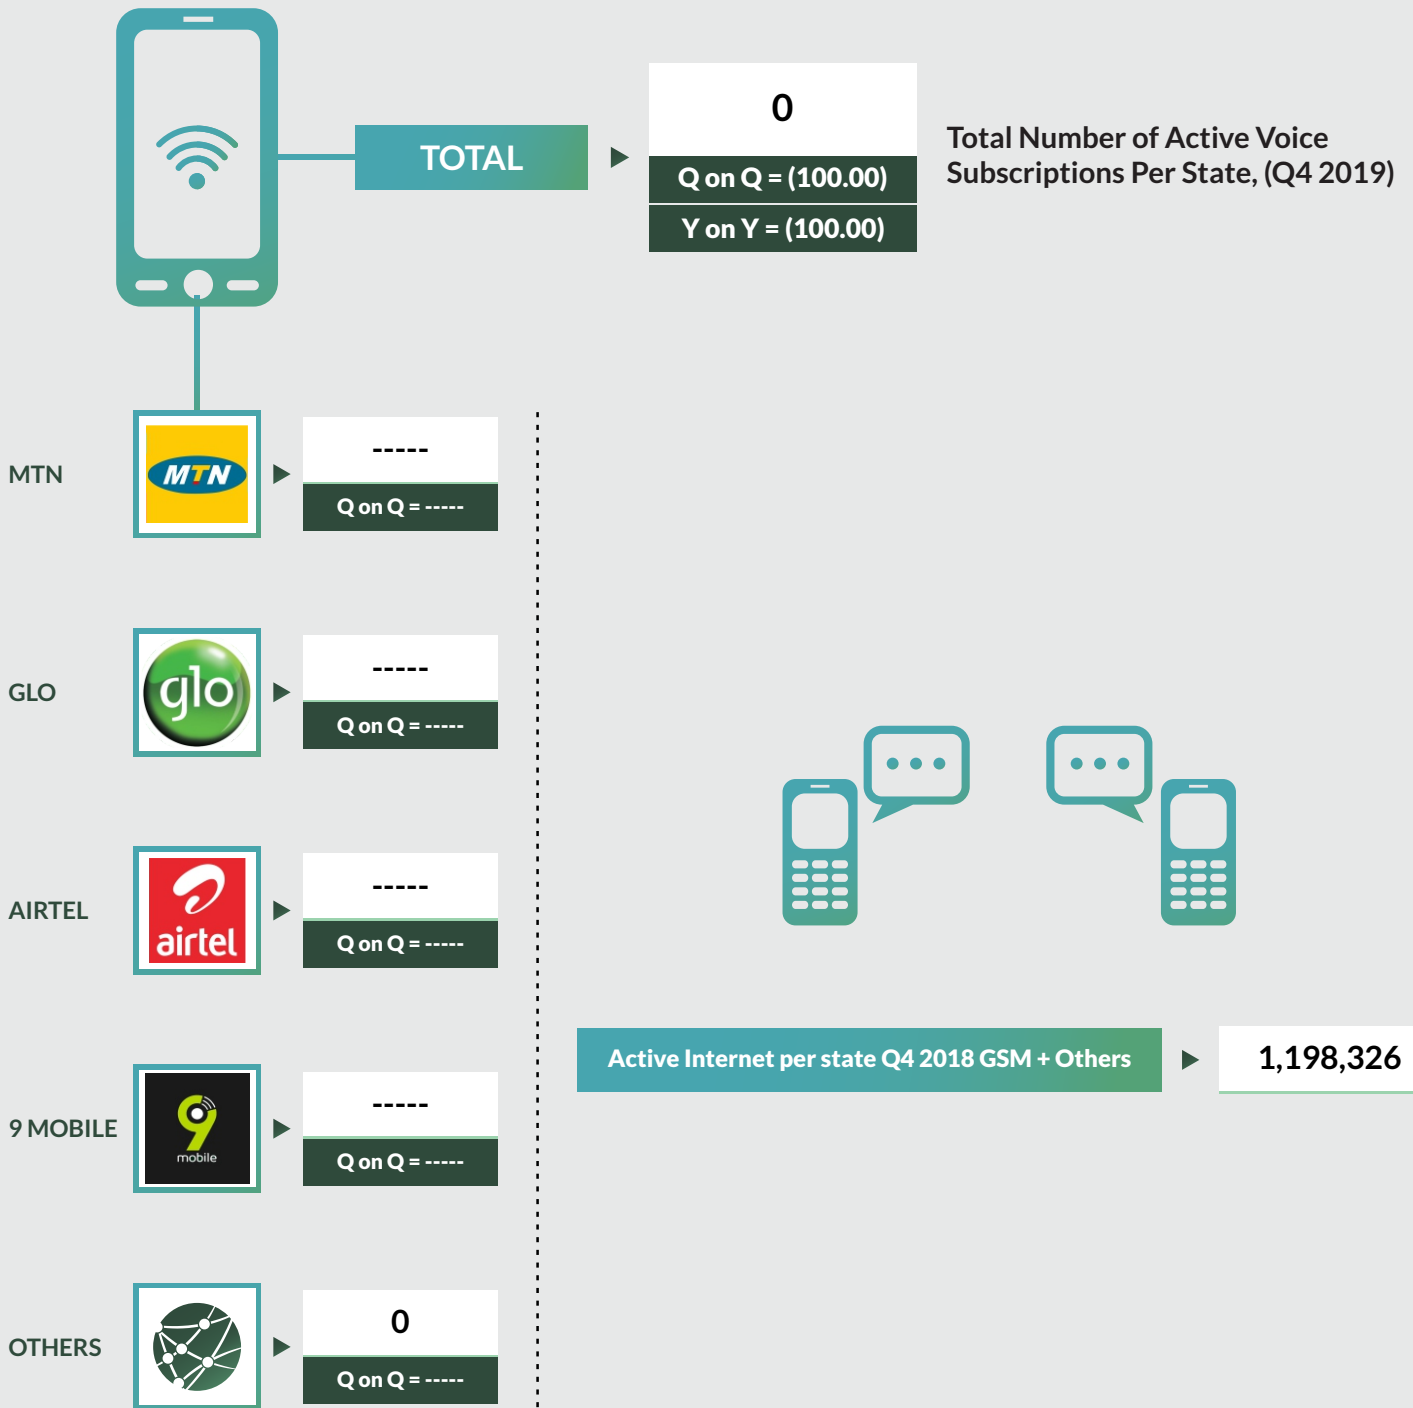 TOTAL
0
Q on Q = (100.00)
Y on Y = (100.00)
Total Number of Active Voice
Subscriptions Per State, (Q4 2019)
MTN
MTN
-----
Q on Q = -----
GLO
glo
-----
Q on Q = -----
AIRTEL
airtel
-----
Q on Q = -----
Active Internet per state Q4 2018 GSM + Others
1,198,326
9 MOBILE
9
mobile
-----
Q on Q = -----
OTHERS
0
Q on Q = -----